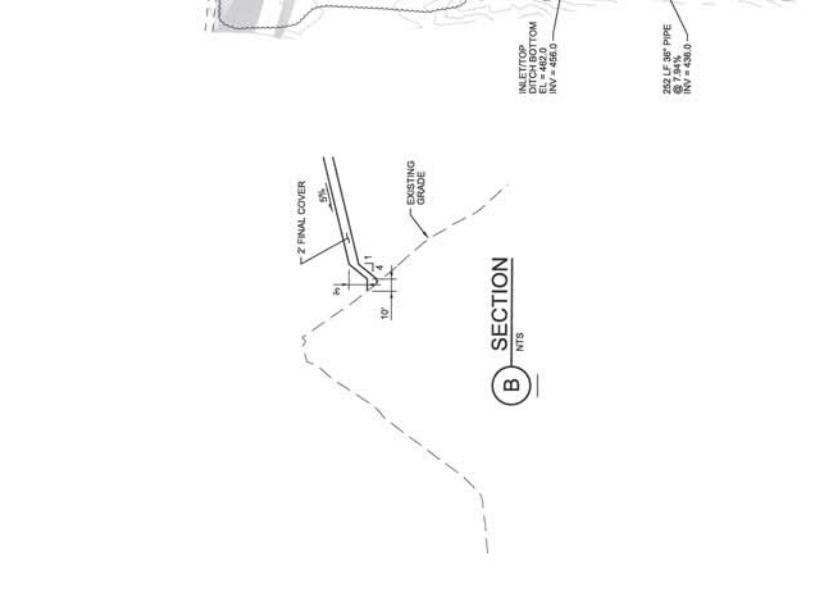 INLET/TOP
DITCH BOTTOM
EL = 462.0
INV = 456.0
252 LF 36" PIPE
@ 7.94%
INV = 436.0
2' FINAL COVER
5%
EXISTING
GRADE
3'
1
4
10'
B
SECTION
NTS